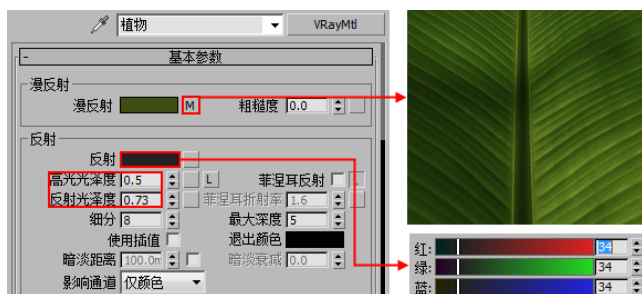 植物 VRayMtl
- 基本参数
漫反射
漫反射 M 粗糙度 0.0
反射
反射
高光光泽度 0.5 L 菲涅耳反射 L
反射光泽度 0.73 菲涅耳折射率 1.6
细分 8 最大深度 5
使用插值 退出颜色
暗淡距离 100.0m 暗淡衰减 0.0
影响通道 仅颜色
红: 34
绿: 34
蓝: 34